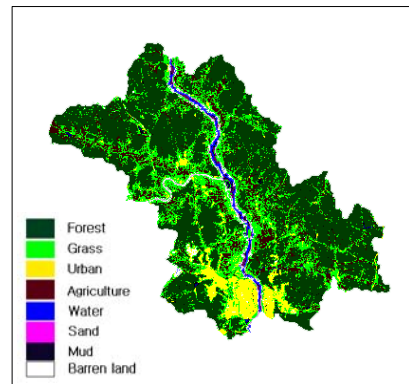 Forest
Grass
Urban
Agriculture
Water
Sand
Mud
Barren land